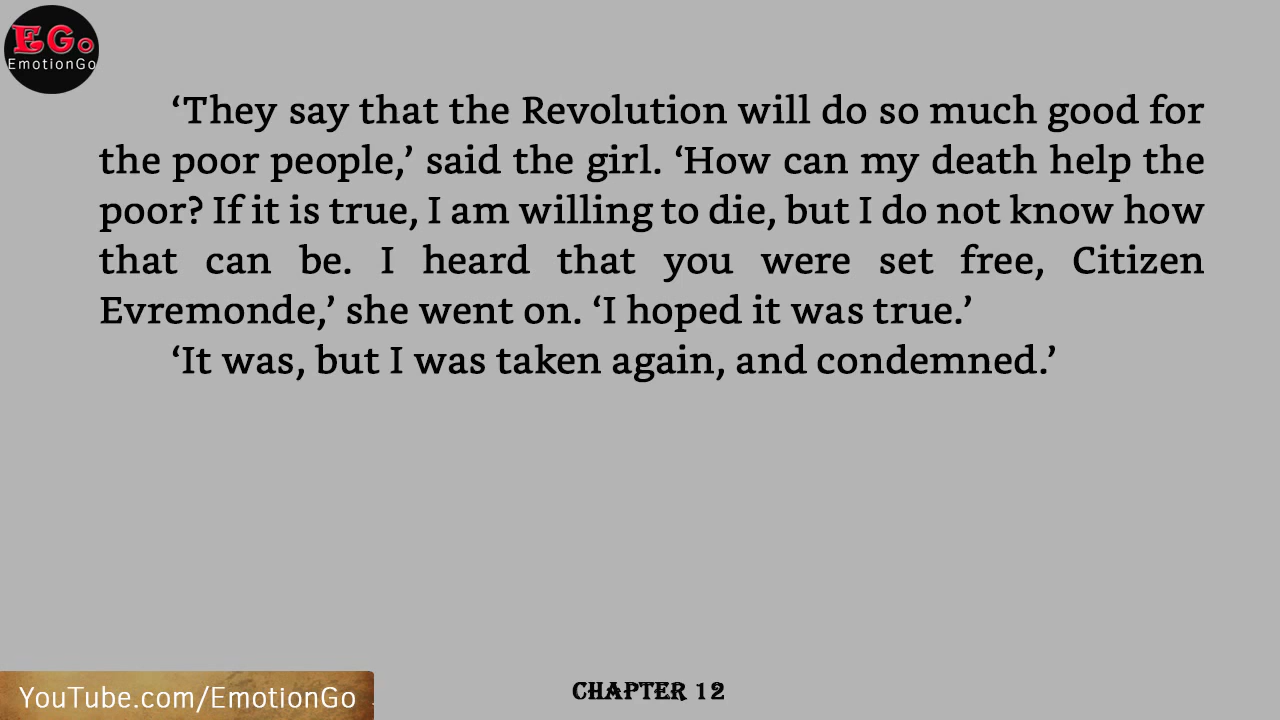 EGo
EmotionGo
‘They say that the Revolution will do so much good for
the poor people,’ said the girl. ‘How can my death help the
poor? If it is true, I am willing to die, but I do not know how
that can be. I heard that you were set free, Citizen
Evremonde,’ she went on. ‘I hoped it was true.’
‘It was, but I was taken again, and condemned.’
YouTube.com/EmotionGo
CHAPTER 12